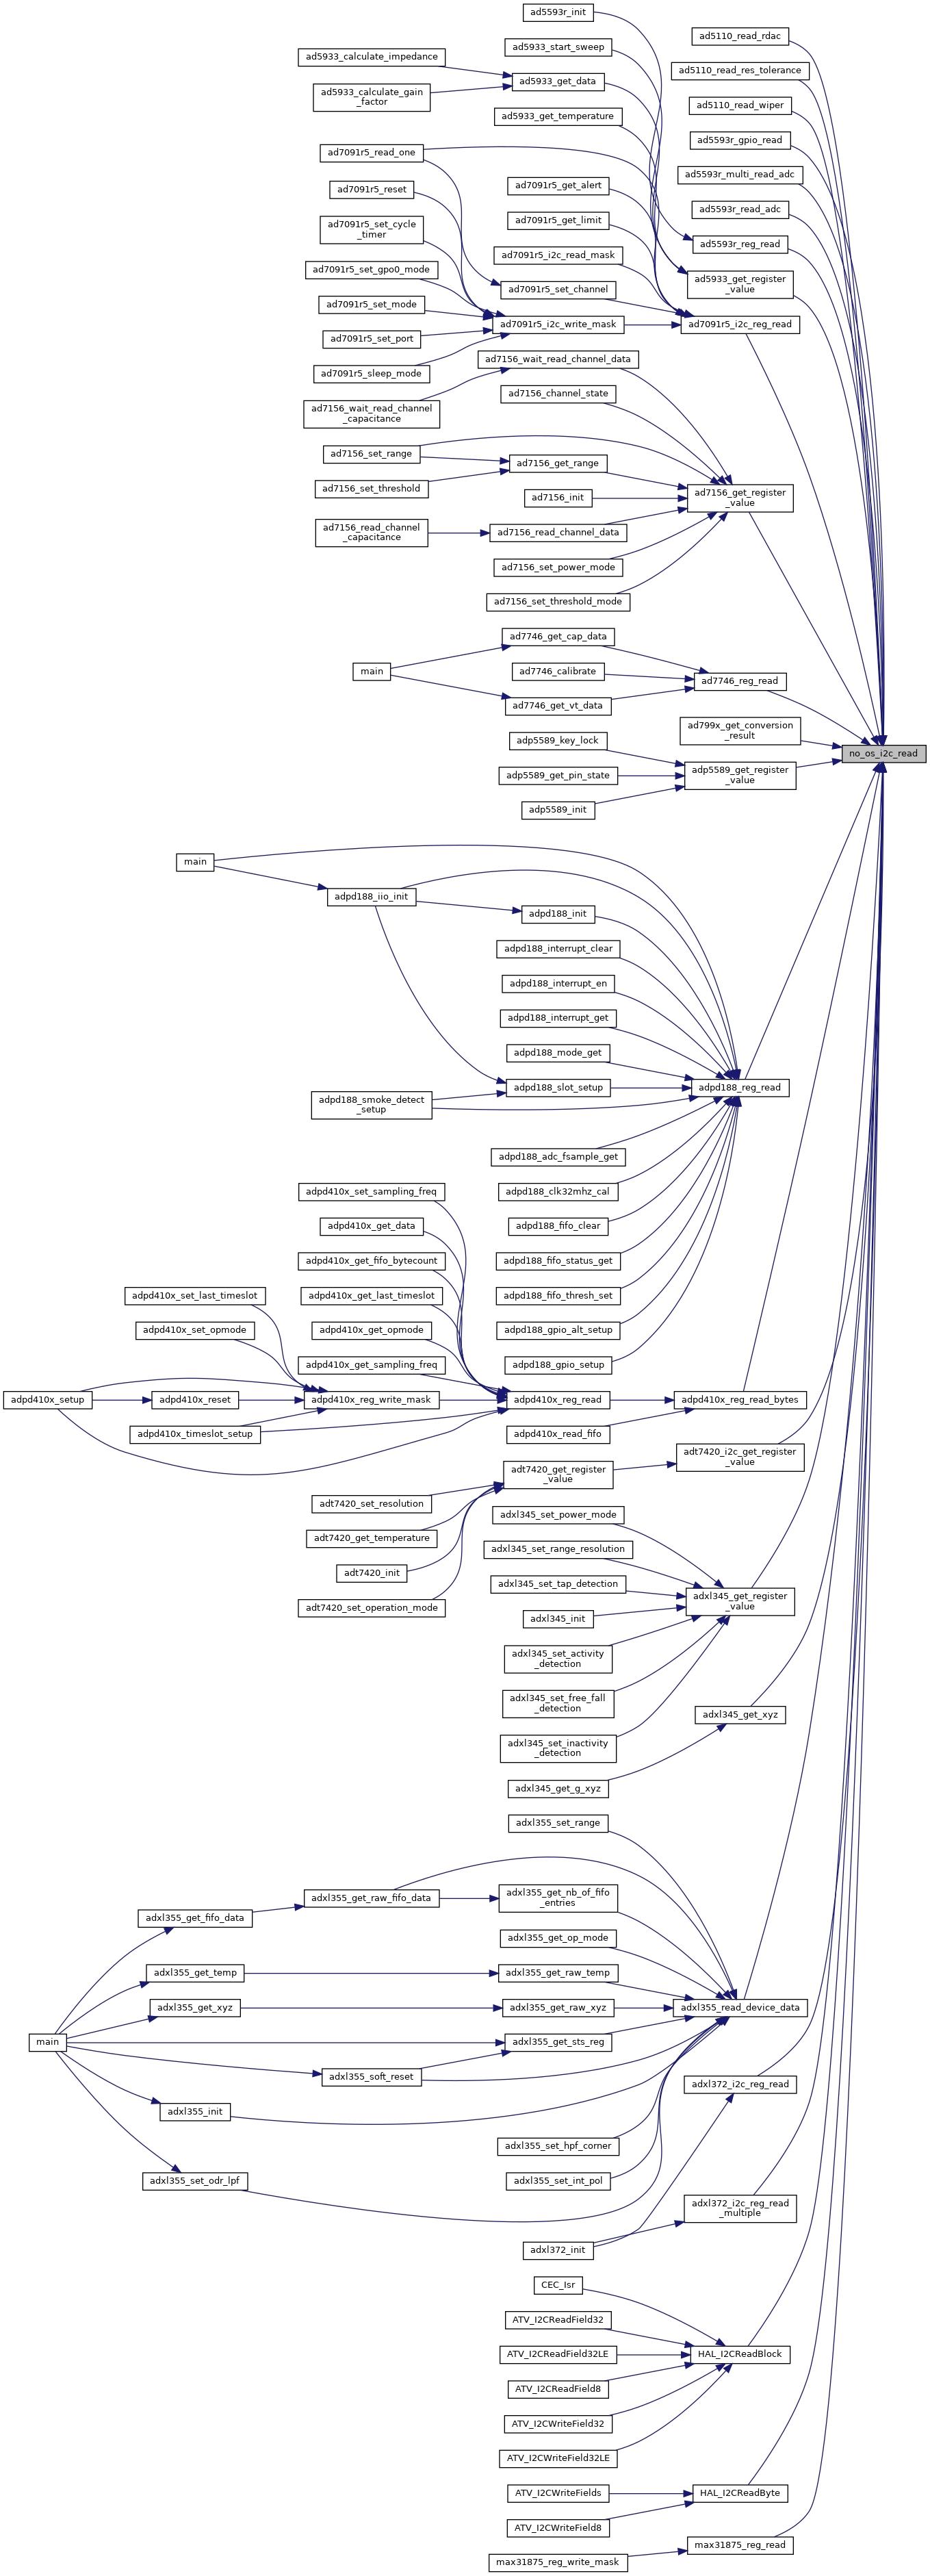 ad5593r_init
ad5110_read_rdac
ad5933_start_sweep
ad5933_calculate_impedance
ad5110_read_res_tolerance
ad5933_get_data
ad5933_calculate_gain
_factor
ad5110_read_wiper
ad5933_get_temperature
ad5593r_gpio_read
ad7091r5_read_one
ad5593r_multi_read_adc
ad7091r5_get_alert
ad7091r5_reset
ad5593r_read_adc
ad7091r5_get_limit
ad7091r5_set_cycle
_timer
ad5593r_reg_read
ad7091r5_i2c_read_mask
ad7091r5_set_gpo0_mode
ad5933_get_register
_value
ad7091r5_set_channel
ad7091r5_set_mode
ad7091r5_i2c_write_mask
ad7091r5_i2c_reg_read
ad7091r5_set_port
ad7156_wait_read_channel_data
ad7091r5_sleep_mode
ad7156_channel_state
ad7156_wait_read_channel
_capacitance
ad7156_set_range
ad7156_get_range
ad7156_set_threshold
ad7156_get_register
_value
ad7156_init
ad7156_read_channel
_capacitance
ad7156_read_channel_data
ad7156_set_power_mode
ad7156_set_threshold_mode
ad7746_get_cap_data
main
ad7746_calibrate
ad7746_reg_read
ad7746_get_vt_data
ad799x_get_conversion
_result
adp5589_key_lock
no_os_i2c_read
adp5589_get_pin_state
adp5589_get_register
_value
adp5589_init
main
adpd188_iio_init
adpd188_init
adpd188_interrupt_clear
adpd188_interrupt_en
adpd188_interrupt_get
adpd188_mode_get
adpd188_slot_setup
adpd188_reg_read
adpd188_smoke_detect
_setup
adpd188_adc_fsample_get
adpd410x_set_sampling_freq
adpd188_clk32mhz_cal
adpd410x_get_data
adpd188_fifo_clear
adpd410x_get_fifo_bytecount
adpd188_fifo_status_get
adpd410x_set_last_timeslot
adpd410x_get_last_timeslot
adpd188_fifo_thresh_set
adpd410x_set_opmode
adpd410x_get_opmode
adpd188_gpio_alt_setup
adpd410x_get_sampling_freq
adpd188_gpio_setup
adpd410x_setup
adpd410x_reset
adpd410x_reg_write_mask
adpd410x_reg_read
adpd410x_reg_read_bytes
adpd410x_timeslot_setup
adpd410x_read_fifo
adt7420_i2c_get_register
_value
adt7420_get_register
_value
adt7420_set_resolution
adxl345_set_power_mode
adt7420_get_temperature
adxl345_set_range_resolution
adt7420_init
adxl345_set_tap_detection
adxl345_get_register
_value
adt7420_set_operation_mode
adxl345_init
adxl345_set_activity
_detection
adxl345_set_free_fall
_detection
adxl345_get_xyz
adxl345_set_inactivity
_detection
adxl345_get_g_xyz
adxl355_set_range
adxl355_get_raw_fifo_data
adxl355_get_nb_of_fifo
_entries
adxl355_get_fifo_data
adxl355_get_op_mode
adxl355_get_temp
adxl355_get_raw_temp
adxl355_get_xyz
adxl355_get_raw_xyz
adxl355_read_device_data
main
adxl355_get_sts_reg
adxl355_soft_reset
adxl372_i2c_reg_read
adxl355_init
adxl355_set_hpf_corner
adxl355_set_odr_lpf
adxl355_set_int_pol
adxl372_i2c_reg_read
_multiple
adxl372_init
CEC_Isr
ATV_I2CReadField32
ATV_I2CReadField32LE
HAL_I2CReadBlock
ATV_I2CReadField8
ATV_I2CWriteField32
ATV_I2CWriteField32LE
ATV_I2CWriteFields
HAL_I2CReadByte
ATV_I2CWriteField8
max31875_reg_read
max31875_reg_write_mask